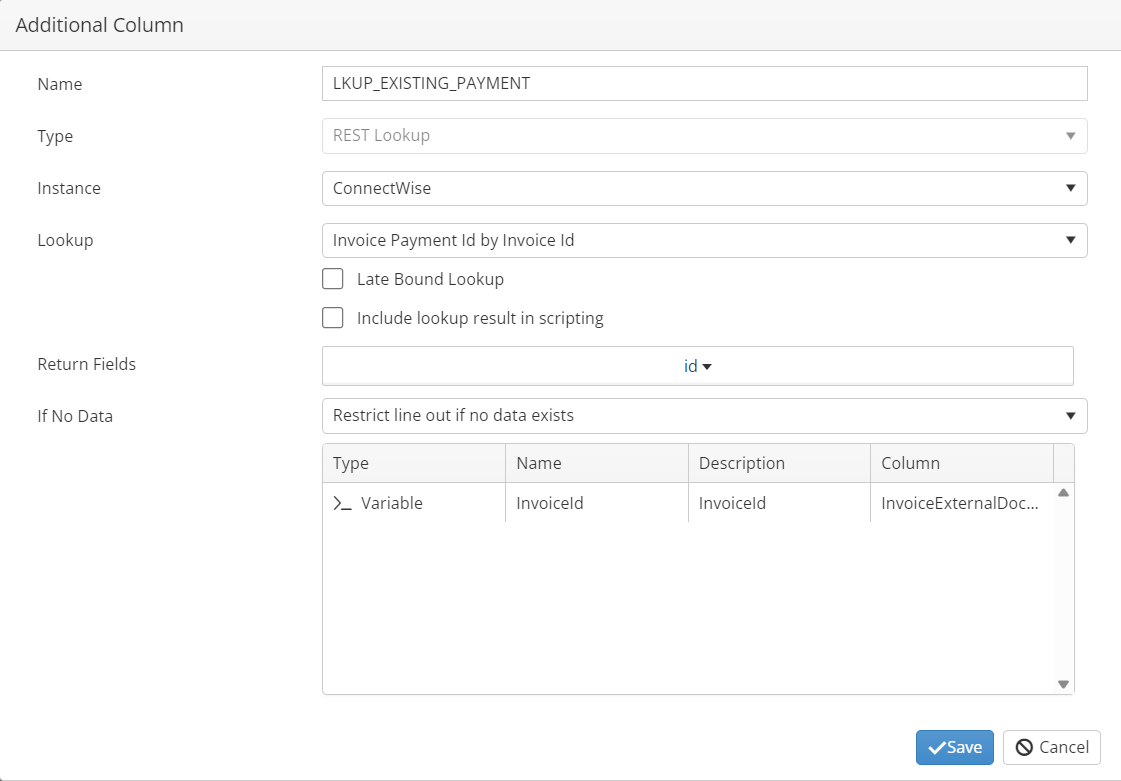 Additional Column
Name LKUP_EXISTING_PAYMENT
Type REST Lookup
Instance ConnectWise
Lookup Invoice Payment Id by Invoice Id
Late Bound Lookup
Include lookup result in scripting
Return Fields id
If No Data Restrict line out if no data exists
Type Name Description Column
Variable InvoiceId InvoiceId InvoiceExternalDoc...
Save Cancel